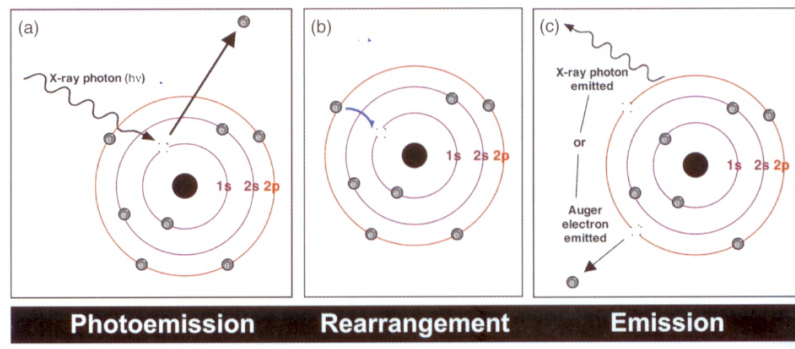 (a)
X-ray photon (hν)
1s 2s 2p
(b)
1s 2s 2p
(c)
X-ray photon
emitted
or
Auger
electron
emitted
1s 2s 2p
Photoemission
Rearrangement
Emission